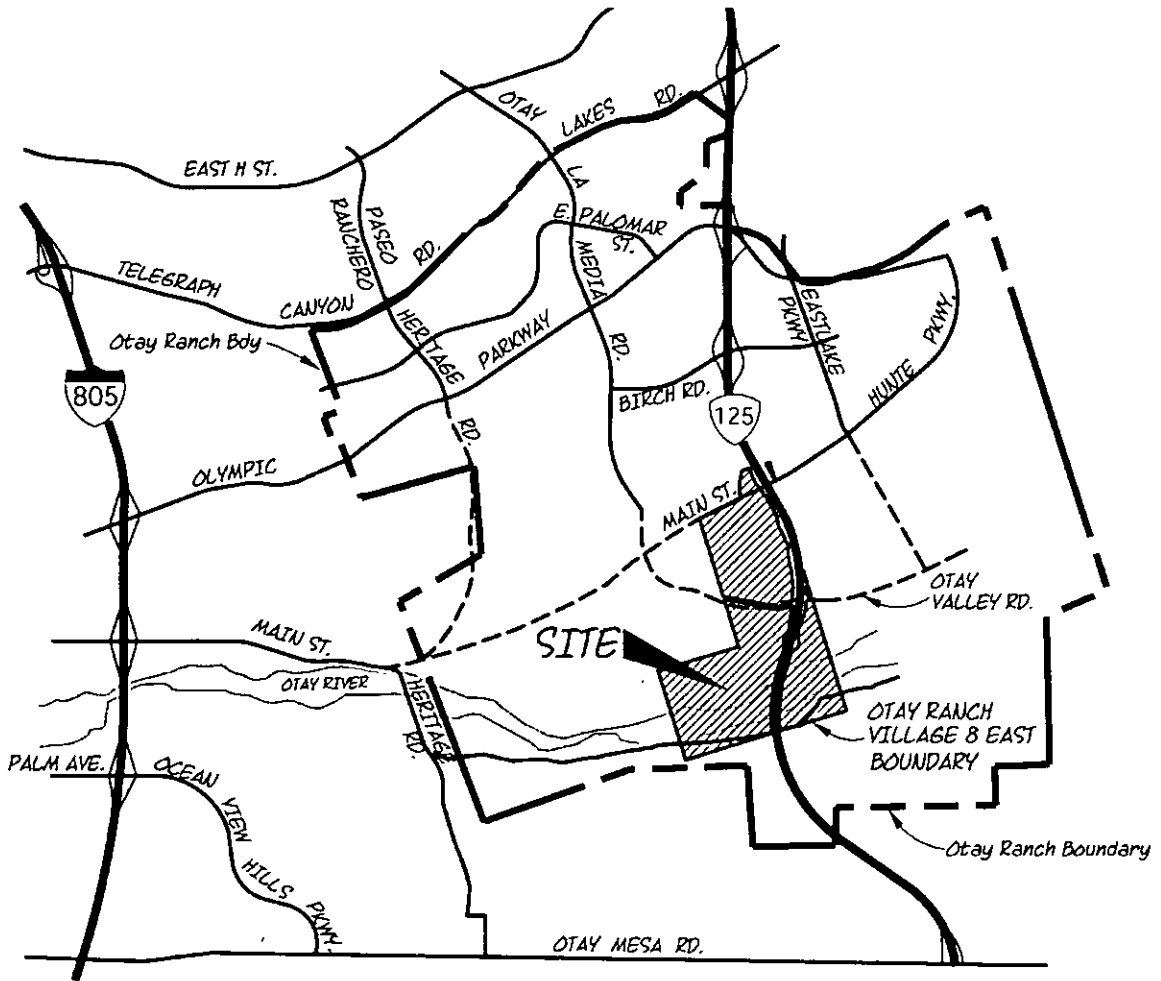 OTAY
LAKES
RD.
EAST H ST.
LA
MEDIA
RD.
PASEO
RANCHERO
E. PALOMAR
ST.
TELEGRAPH
CANYON
RD.
Otay Ranch Bdy
HERITAGE
RD.
PARKWAY
OLYMPIC
EASTLAKE
PKWY
HUNTE
PKWY.
BIRCH RD.
805
125
MAIN ST.
OTAY
VALLEY RD.
SITE
MAIN ST.
OTAY RIVER
HERITAGE
RD.
OTAY RANCH
VILLAGE 8 EAST
BOUNDARY
PALM AVE.
OCEAN
VIEW
HILLS
PKWY.
Otay Ranch Boundary
OTAY MESA RD.